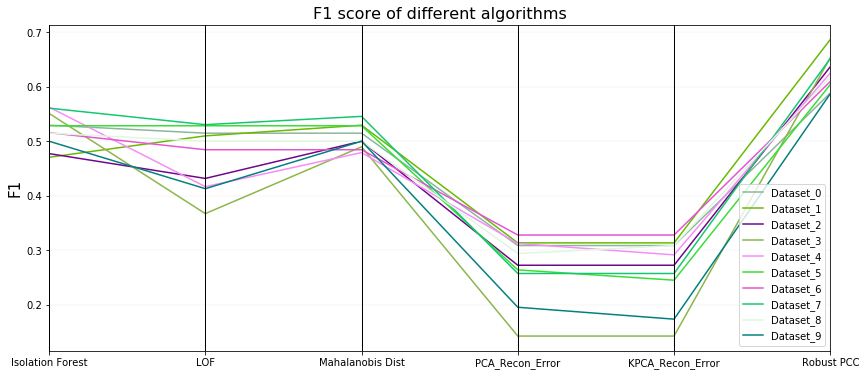 F1 score of different algorithms
F1
0.7
0.6
0.5
0.4
0.3
0.2
Isolation Forest
LOF
Mahalanobis Dist
PCA_Recon_Error
KPCA_Recon_Error
Robust PCC
Dataset_0
Dataset_1
Dataset_2
Dataset_3
Dataset_4
Dataset_5
Dataset_6
Dataset_7
Dataset_8
Dataset_9